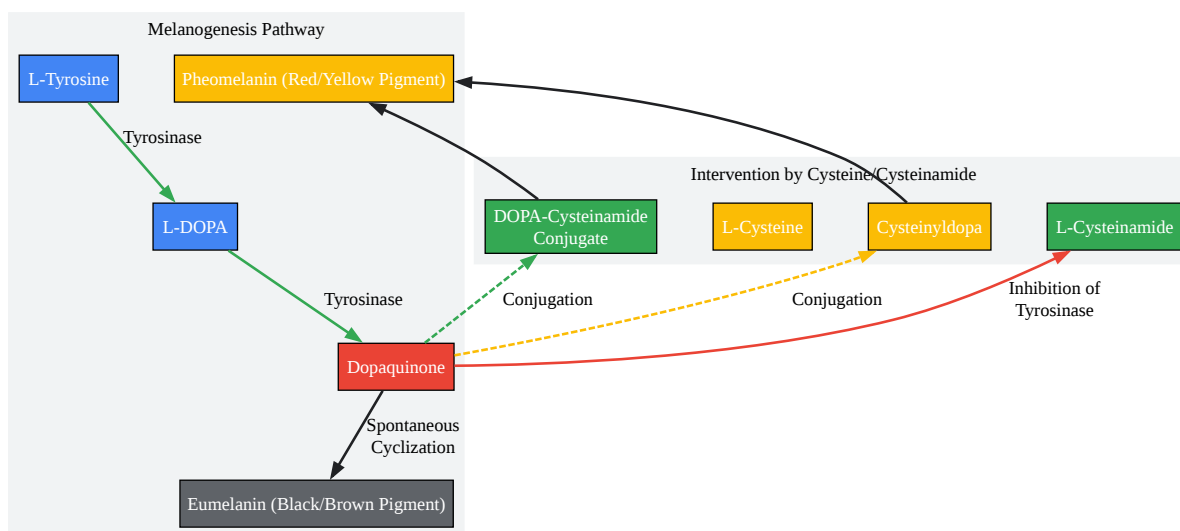 Melanogenesis Pathway
L-Tyrosine
Pheomelanin (Red/Yellow Pigment)
Tyrosinase
Intervention by Cysteine/Cysteinamide
L-DOPA
DOPA-Cysteinamide
Conjugate
L-Cysteine
Cysteinyldopa
L-Cysteinamide
Tyrosinase
Conjugation
Conjugation
Inhibition of
Tyrosinase
Dopaquinone
Spontaneous
Cyclization
Eumelanin (Black/Brown Pigment)